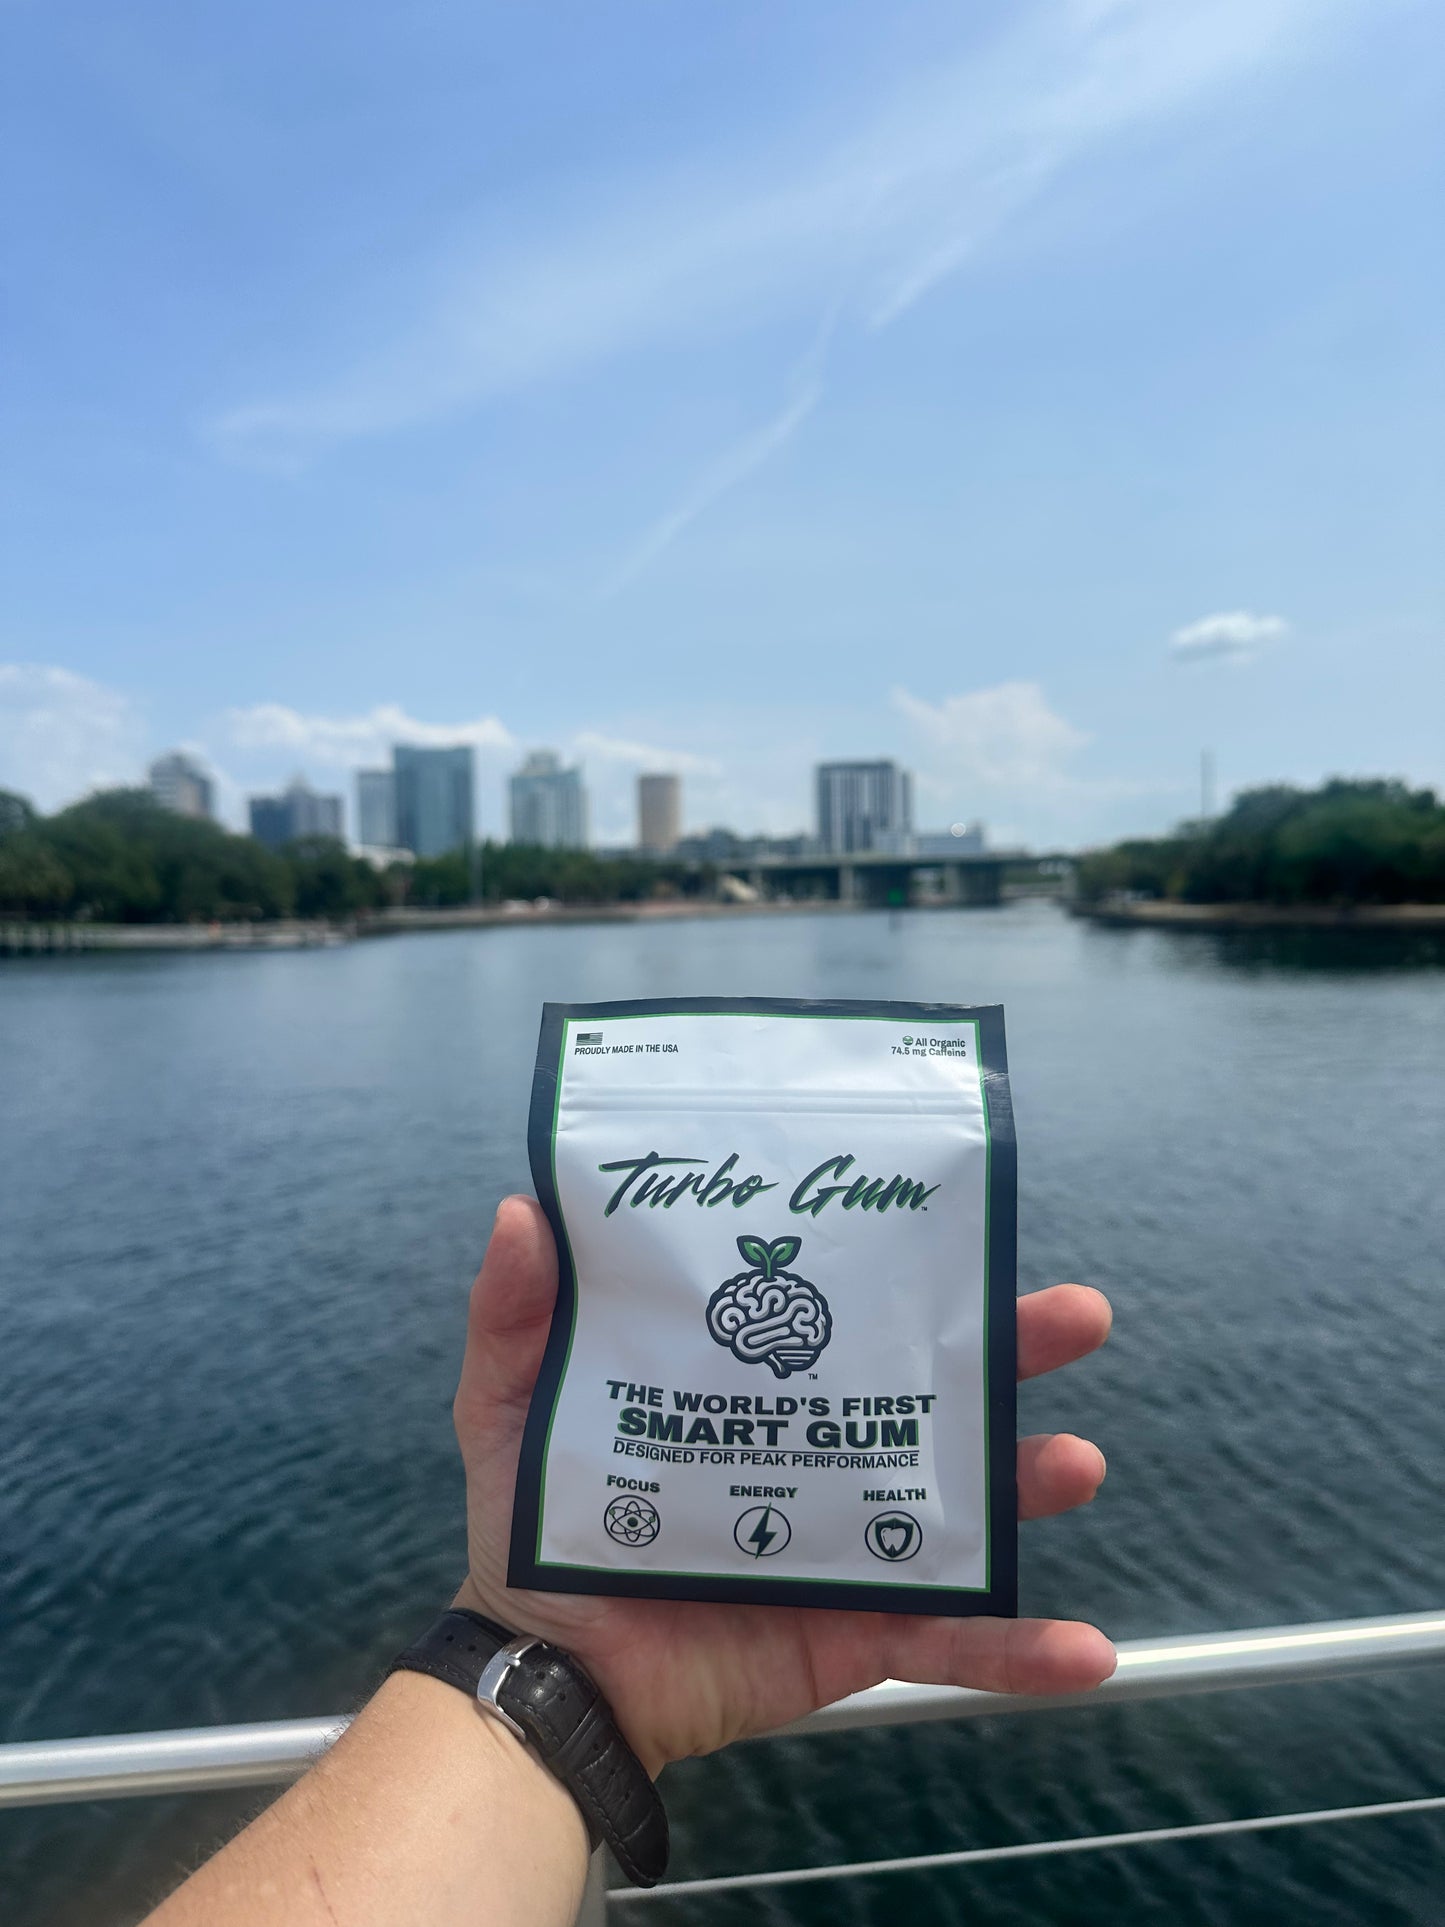 PROUDLY MADE IN THE USA
All Organic
74.5 mg Caffeine
Turbo Gum™
TM
THE WORLD'S FIRST
SMART GUM
DESIGNED FOR PEAK PERFORMANCE
FOCUS
ENERGY
HEALTH